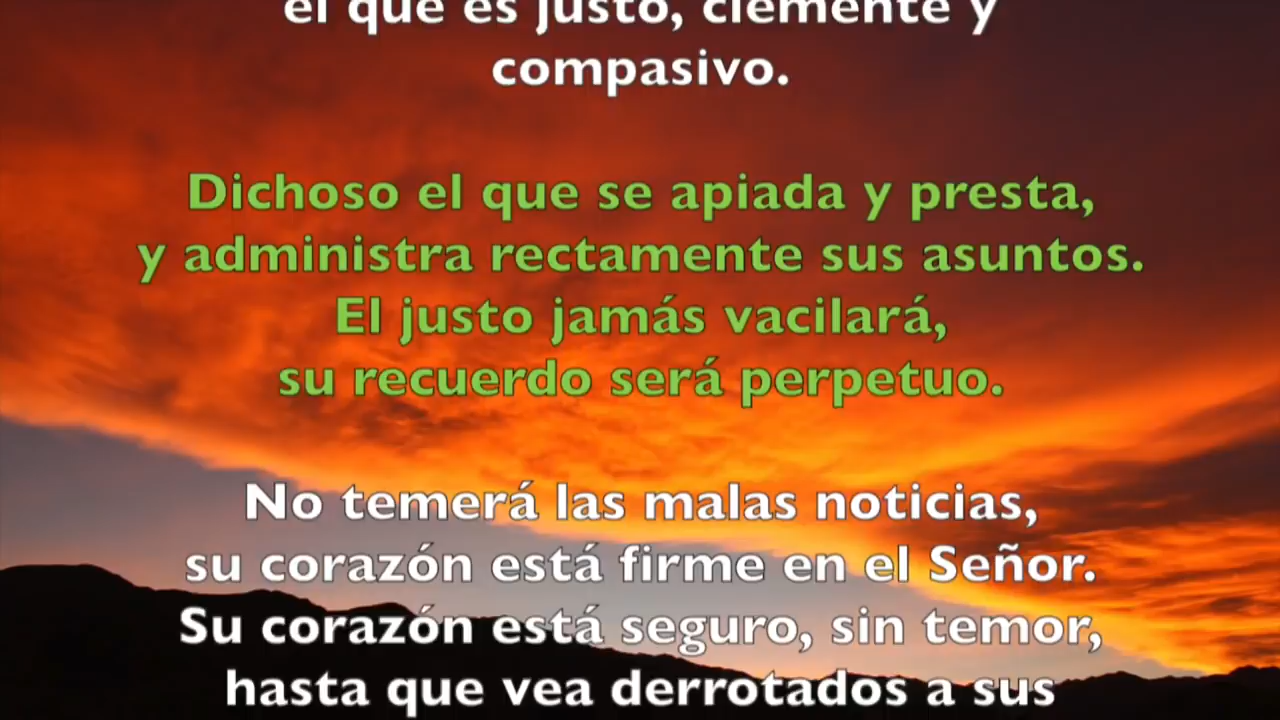 el que es justo, clemente y
compasivo.
Dichoso el que se apiada y presta,
y administra rectamente sus asuntos.
El justo jamás vacilará,
su recuerdo será perpetuo.
No temerá las malas noticias,
su corazón está firme en el Señor.
Su corazón está seguro, sin temor,
hasta que vea derrotados a sus